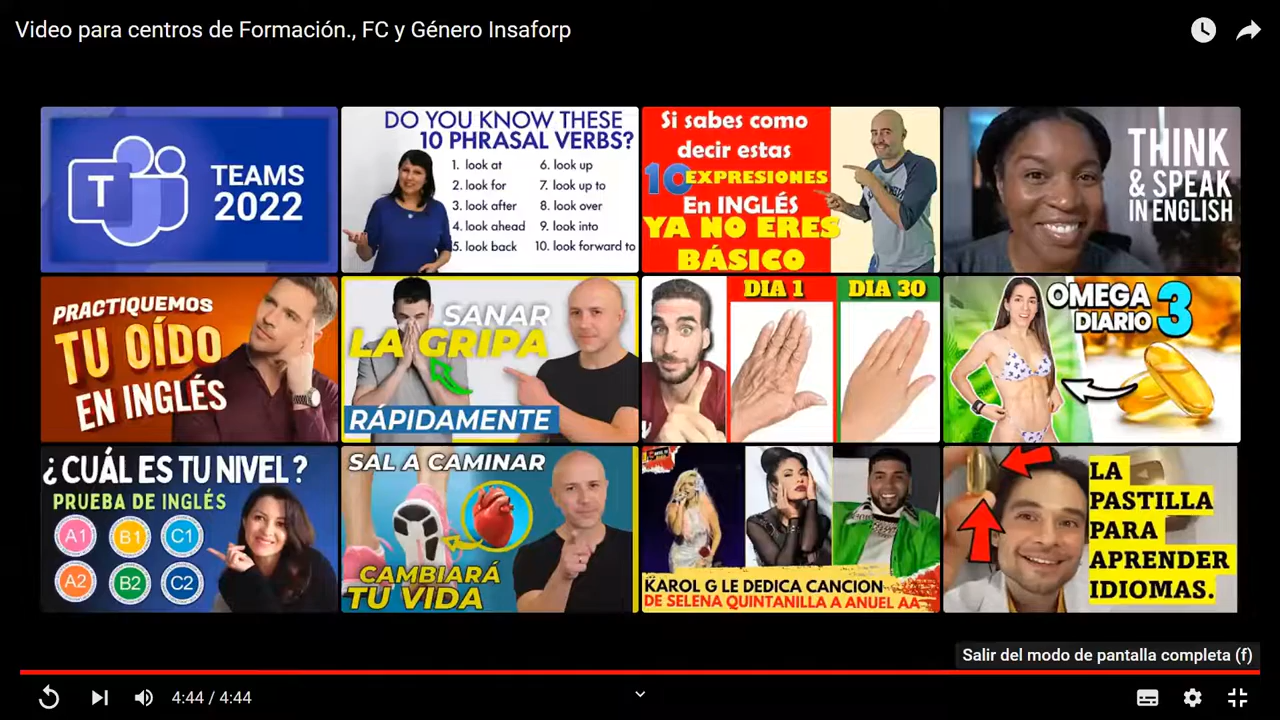 Video para centros de Formación., FC y Género Insaforp
T
TEAMS
2022
DO YOU KNOW THESE
10 PHRASAL VERBS?
1. look at
2. look for
3. look after
4. look ahead
5. look back
6. look up
7. look up to
8. look over
9. look into
10. look forward to
Si sabes como
decir estas
10 EXPRESIONES
En INGLÉS
YA NO ERES
BÁSICO
THINK
& SPEAK
IN ENGLISH
PRACTIQUEMOS
TU OÍDO
EN INGLÉS
SANAR
LA GRIPA
RÁPIDAMENTE
DIA 1
DIA 30
OMEGA 3
DIARIO
¿CUÁL ES TU NIVEL?
PRUEBA DE INGLÉS
A1 B1 C1
A2 B2 C2
SAL A CAMINAR
CAMBIARÁ
TU VIDA
KAROL G LE DEDICA CANCION
DE SELENA QUINTANILLA A ANUEL AA
LA
PASTILLA
PARA
APRENDER
IDIOMAS.
Salir del modo de pantalla completa (f)
4:44 / 4:44